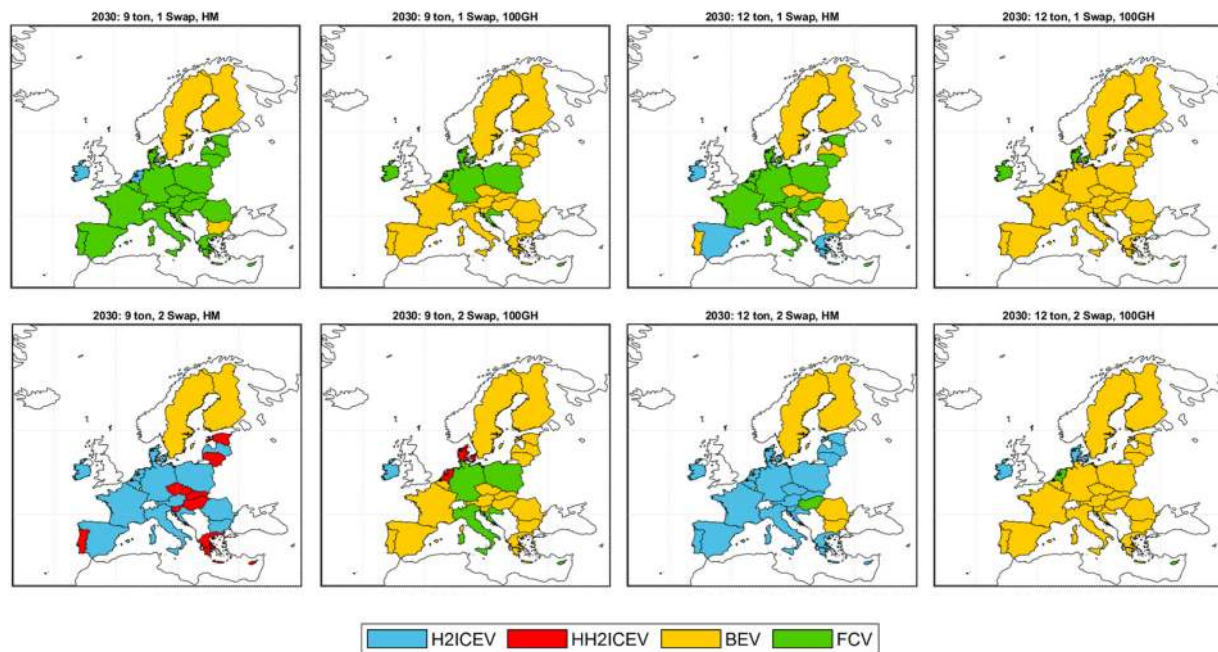 2030: 9 ton, 1 Swap, HM
2030: 9 ton, 1 Swap, 100GH
2030: 12 ton, 1 Swap, HM
2030: 12 ton, 1 Swap, 100GH
2030: 9 ton, 2 Swap, HM
2030: 9 ton, 2 Swap, 100GH
2030: 12 ton, 2 Swap, HM
2030: 12 ton, 2 Swap, 100GH
H2ICEV
HH2ICEV
BEV
FCV